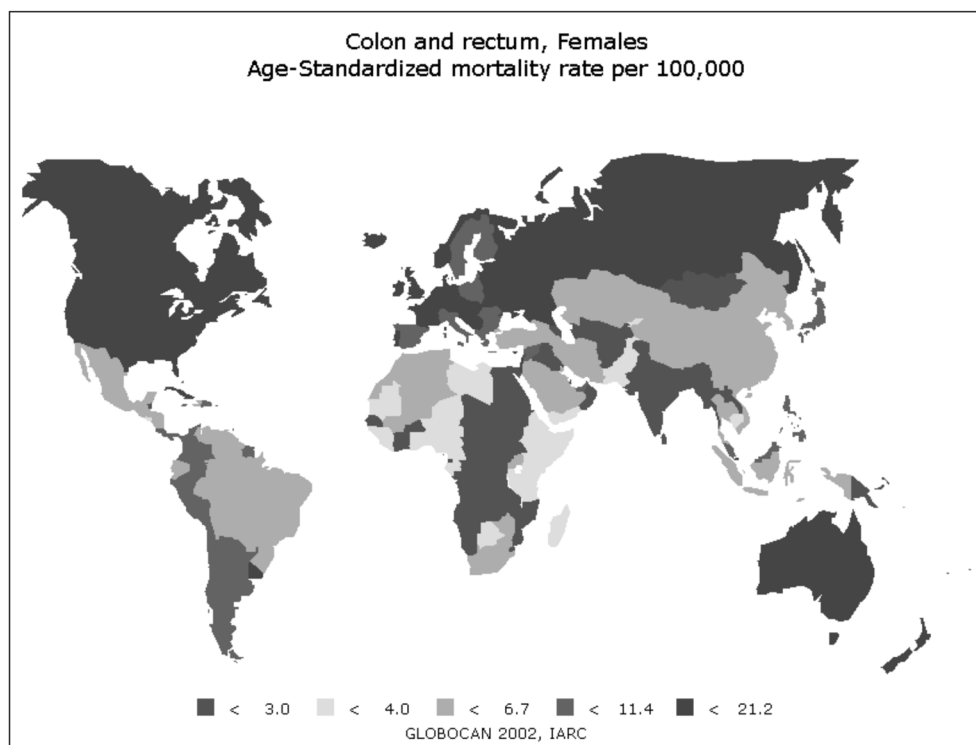 Colon and rectum, Females
Age-Standardized mortality rate per 100,000
< 3.0 < 4.0 < 6.7 < 11.4 < 21.2
GLOBOCAN 2002, IARC